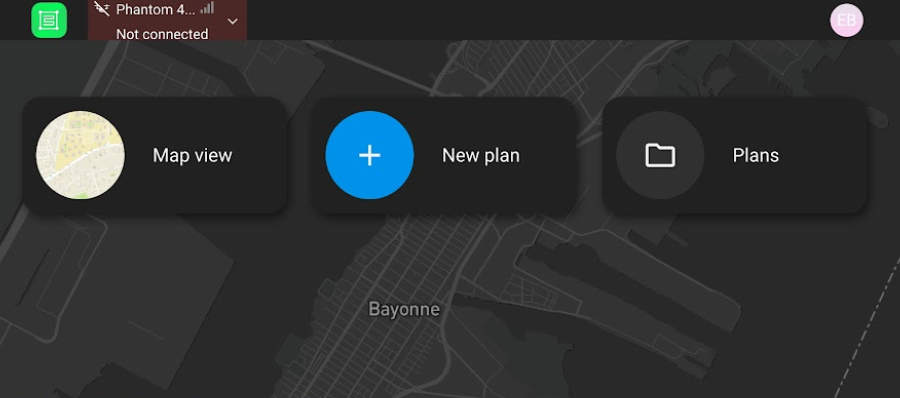 Phantom 4...
Not connected
EB
Map view
New plan
Plans
Bayonne